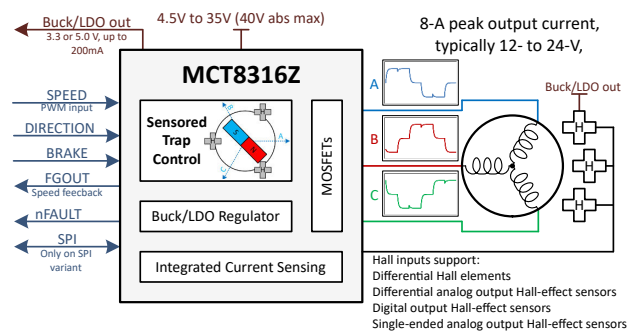 Buck/LDO out
3.3 or 5.0 V, up to
200mA
4.5V to 35V (40V abs max)
8-A peak output current,
typically 12- to 24-V,
MCT8316Z
SPEED
PWM input
DIRECTION
BRAKE
FGOUT
Speed feecback
nFAULT
SPI
Only on SPI
variant
Sensored
Trap
Control
H
B
A
H
C
H
S
N
MOSFETs
Buck/LDO Regulator
Integrated Current Sensing
A
B
C
Buck/LDO out
H
H
H
Hall inputs support:
Differential Hall elements
Differential analog output Hall-effect sensors
Digital output Hall-effect sensors
Single-ended analog output Hall-effect sensors